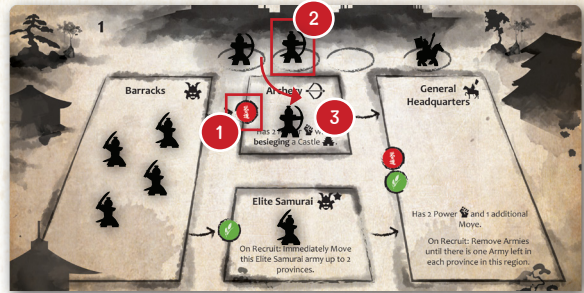 1
2
Barracks
Archery
General
Headquarters
1
3
Has 2
besieging a Castle
Elite Samurai
On Recruit: Immediately Move
this Elite Samurai army up to 2
provinces.
Has 2 Power and 1 additional
Move.
On Recruit: Remove Armies
until there is one Army left in
each province in this region.